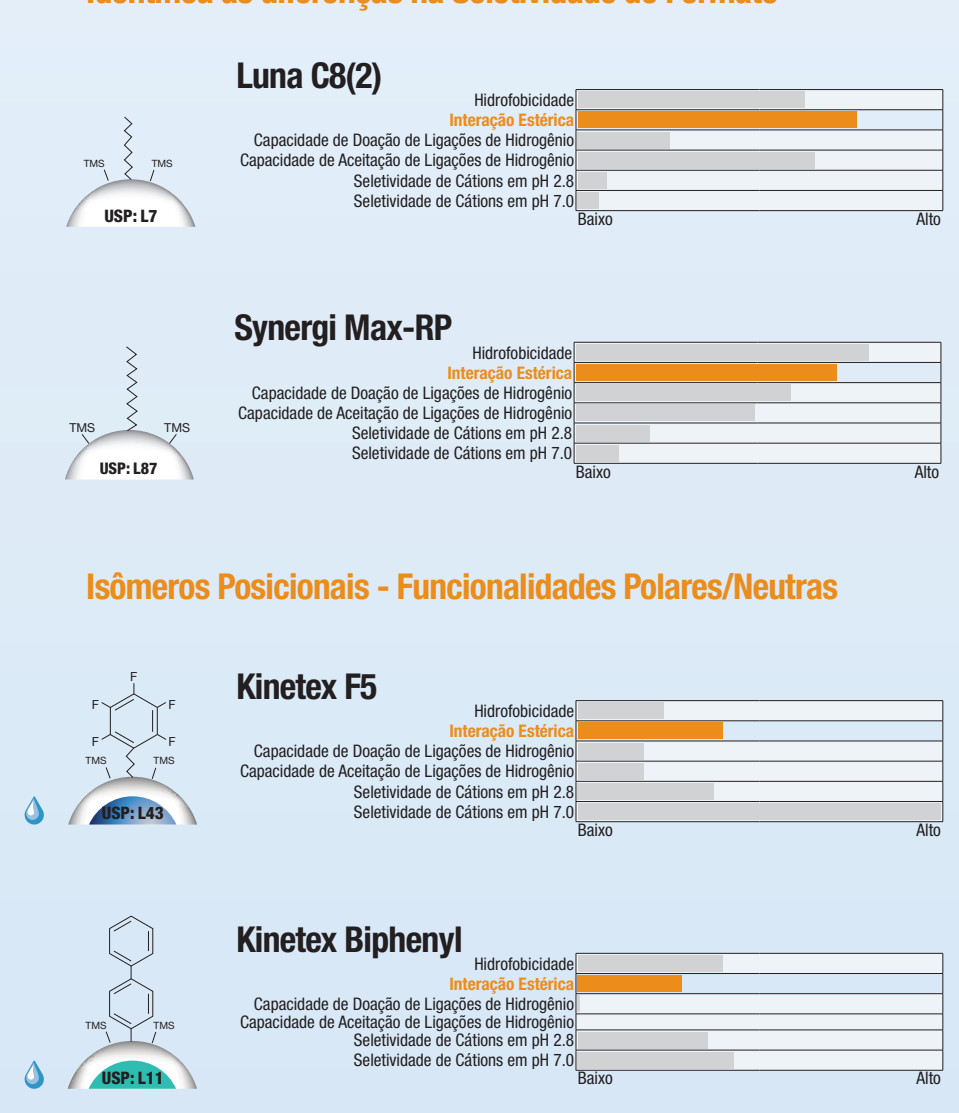 Identifica as diferenças na Seletividade de Formato
Luna C8(2)
Hidrofobicidade
Interação Estérica
Capacidade de Doação de Ligações de Hidrogênio
Capacidade de Aceitação de Ligações de Hidrogênio
Seletividade de Cátions em pH 2.8
Seletividade de Cátions em pH 7.0
Baixo Alto
TMS TMS
USP: L7
Synergi Max-RP
Hidrofobicidade
Interação Estérica
Capacidade de Doação de Ligações de Hidrogênio
Capacidade de Aceitação de Ligações de Hidrogênio
Seletividade de Cátions em pH 2.8
Seletividade de Cátions em pH 7.0
Baixo Alto
TMS TMS
USP: L87
Isômeros Posicionais - Funcionalidades Polares/Neutras
Kinetex F5
Hidrofobicidade
Interação Estérica
Capacidade de Doação de Ligações de Hidrogênio
Capacidade de Aceitação de Ligações de Hidrogênio
Seletividade de Cátions em pH 2.8
Seletividade de Cátions em pH 7.0
Baixo Alto
F
F F
F F
TMS TMS
USP: L43
Kinetex Biphenyl
Hidrofobicidade
Interação Estérica
Capacidade de Doação de Ligações de Hidrogênio
Capacidade de Aceitação de Ligações de Hidrogênio
Seletividade de Cátions em pH 2.8
Seletividade de Cátions em pH 7.0
Baixo Alto
TMS TMS
USP: L11